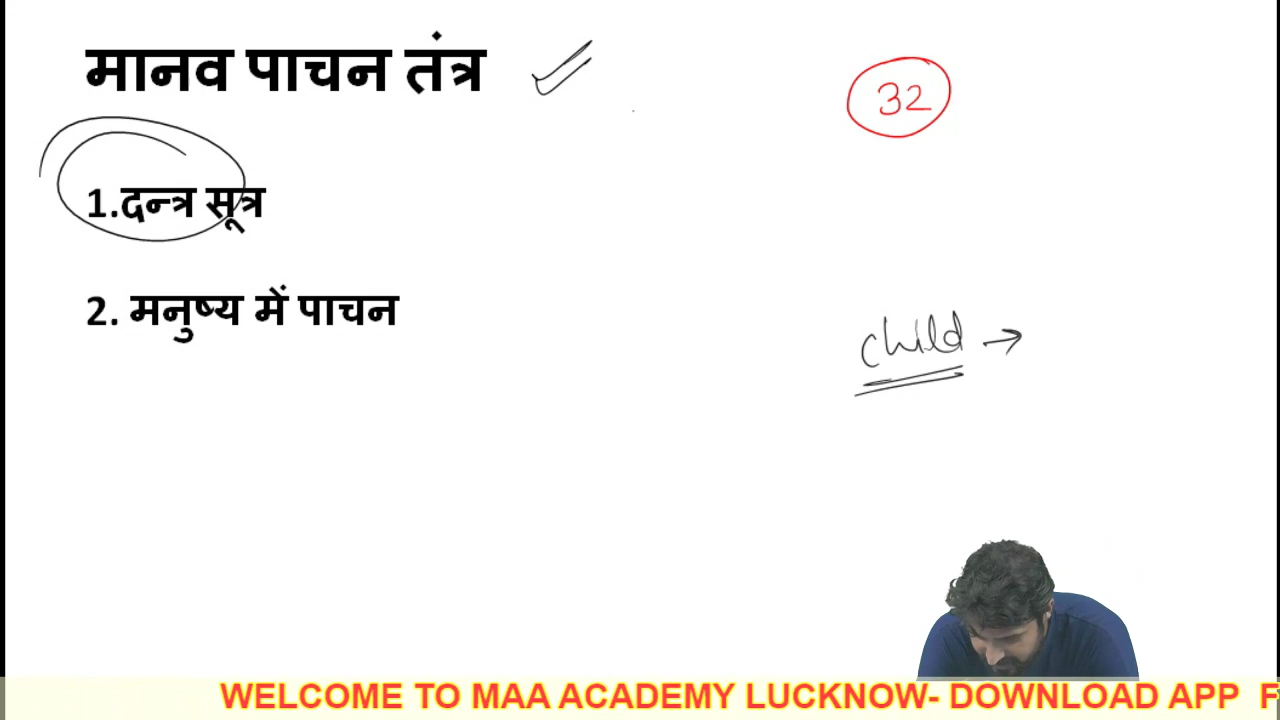 मानव पाचन तंत्र
32
1.दन्त्र सूत्र
2. मनुष्य में पाचन
child →
WELCOME TO MAA ACADEMY LUCKNOW- DOWNLOAD APP F